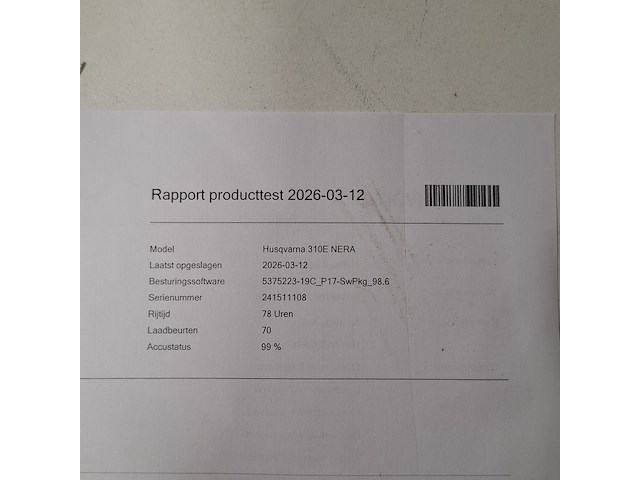 Rapport producttest 2026-03-12
Model Husqvarna 310E NERA
Laatst opgeslagen 2026-03-12
Besturingssoftware 5375223-19C_P17-SwPkg_98.6
Serienummer 241511108
Rijtijd 78 Uren
Laadbeurten 70
Accustatus 99 %